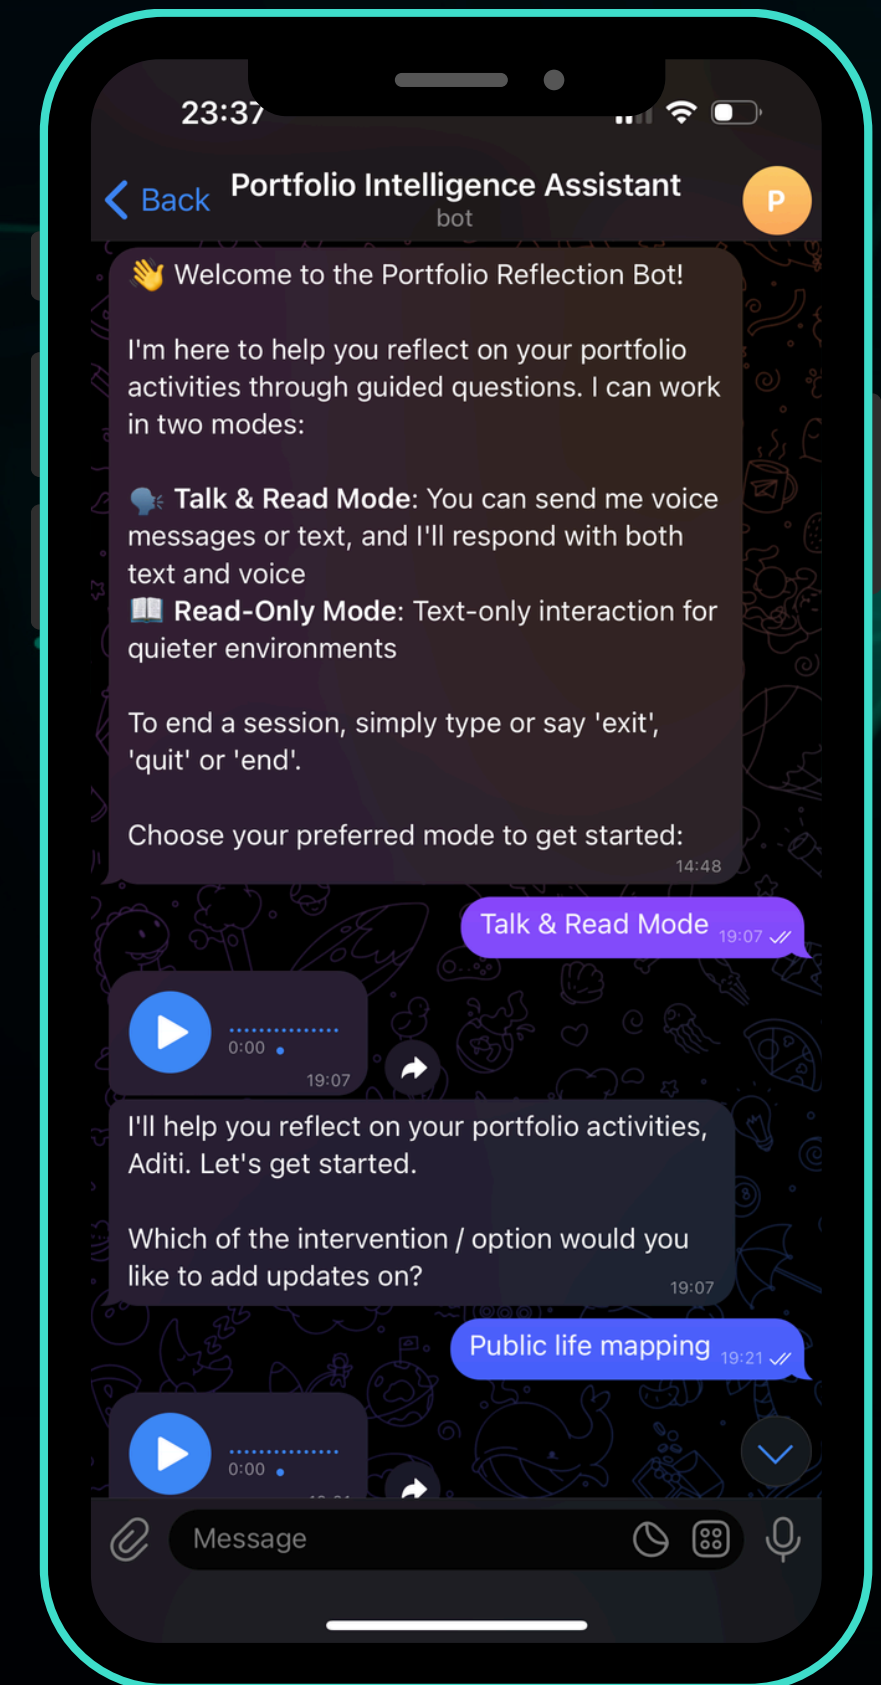 23:37
Back
Portfolio Intelligence Assistant
bot
P
👋 Welcome to the Portfolio Reflection Bot!
I'm here to help you reflect on your portfolio
activities through guided questions. I can work
in two modes:
🗣️ Talk & Read Mode: You can send me voice
messages or text, and I'll respond with both
text and voice
📖 Read-Only Mode: Text-only interaction for
quieter environments
To end a session, simply type or say 'exit',
'quit' or 'end'.
Choose your preferred mode to get started:
14:48
Talk & Read Mode 19:07
0:00
19:07
I'll help you reflect on your portfolio activities,
Aditi. Let's get started.
Which of the intervention / option would you
like to add updates on?
19:07
Public life mapping 19:21
0:00
Message